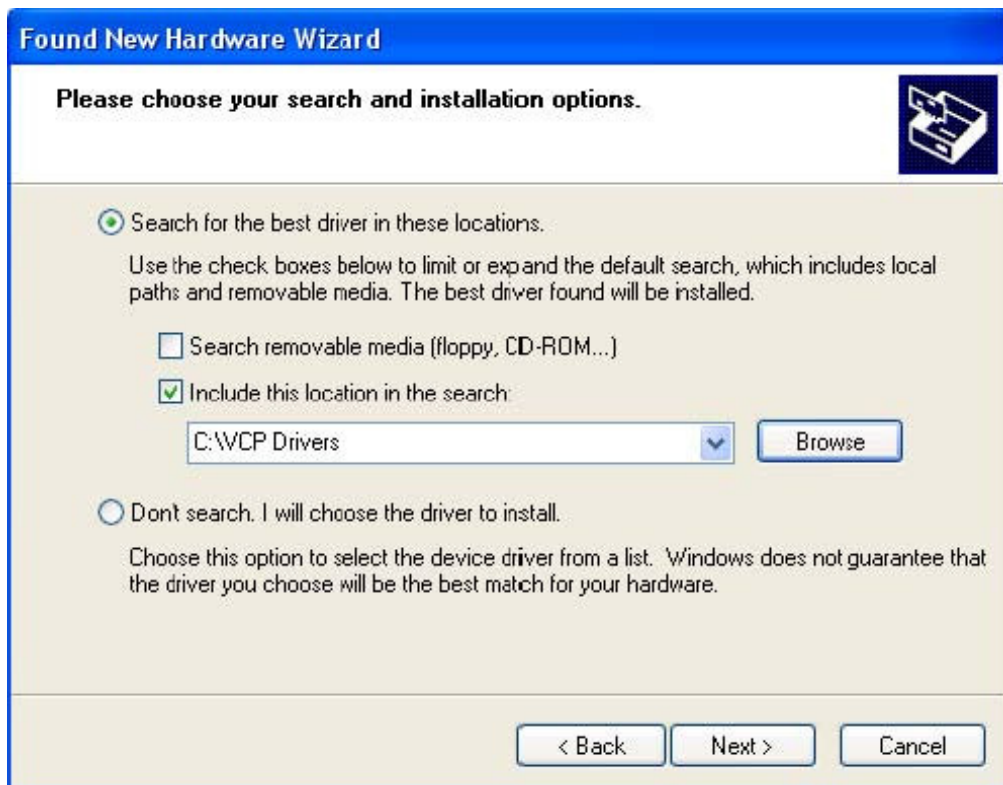 Found New Hardware Wizard
Please choose your search and installation options.
Search for the best driver in these locations.
Use the check boxes below to limit or expand the default search, which includes local
paths and removable media. The best driver found will be installed.
Search removable media (floppy, CD-ROM...)
Include this location in the search:
C:\VCP Drivers
Browse
Don't search. I will choose the driver to install.
Choose this option to select the device driver from a list.  Windows does not guarantee that
the driver you choose will be the best match for your hardware.
< Back
Next >
Cancel